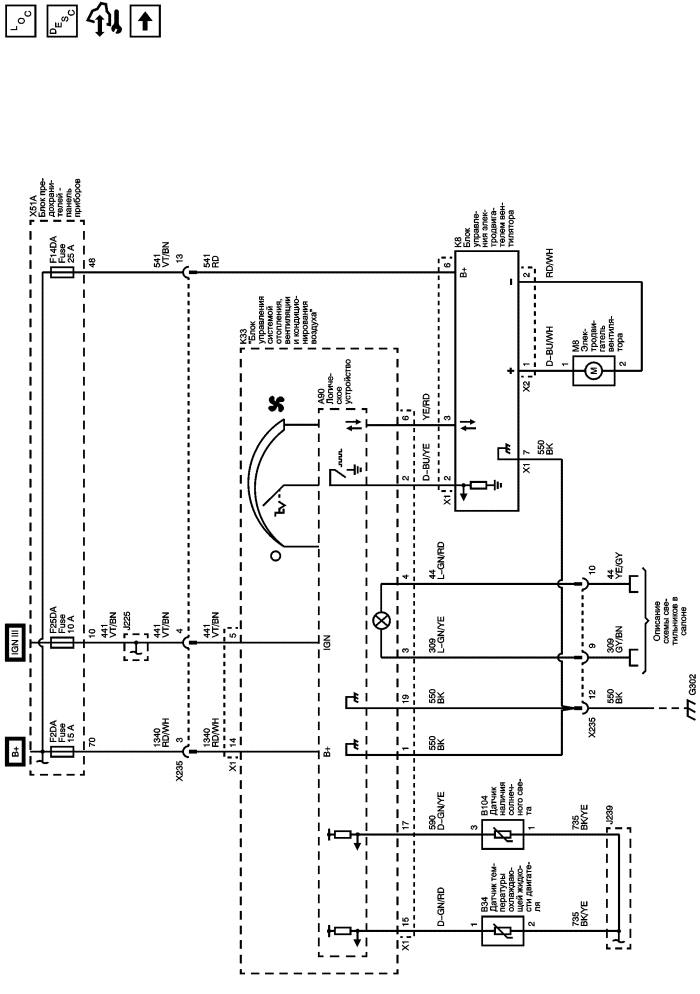 LOC
DESC
X51A
Блок пре-
дохрани-
телей -
панель
приборов
B+
IGN III
F2DA
Fuse
15 A
F25DA
Fuse
10 A
F14DA
Fuse
25 A
70
10
48
441
VT/BN
J225
1340
RD/WH
3
X235
441
VT/BN
4
541
VT/BN
13
1340
RD/WH
14
X1
441
VT/BN
5
541
RD
K33
"Блок
управления
системой
отопления,
вентиляции
и кондицио-
нирования
воздуха"
B+
IGN
A90
Логиче-
ское
устройство
15
X1
17
1
19
3
4
2
6
D-GN/RD
590
D-GN/YE
550
BK
550
BK
309
L-GN/YE
44
L-GN/RD
D-BU/YE
YE/RD
K8
Блок
управле-
ния элек-
тродвига-
телем вен-
тилятора
X1
2
3
6
B+
+
-
X1
7
550
BK
X2
1
2
D-BU/WH
RD/WH
M8
Элек-
тродви-
гатель
вентиля-
тора
1
M
2
1
B34
Датчик тем-
пературы
охлаждаю-
щей жидко-
сти двигате-
ля
2
3
B104
Датчик
наличия
солнеч-
ного све-
та
1
735
BK/YE
735
BK/YE
J239
X235
12
9
10
550
BK
309
GY/BN
44
YE/GY
G302
Описание
схемы све-
тильников в
салоне